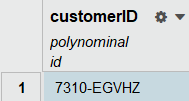 customerID
polynominal
id
1 7310-EGVHZ